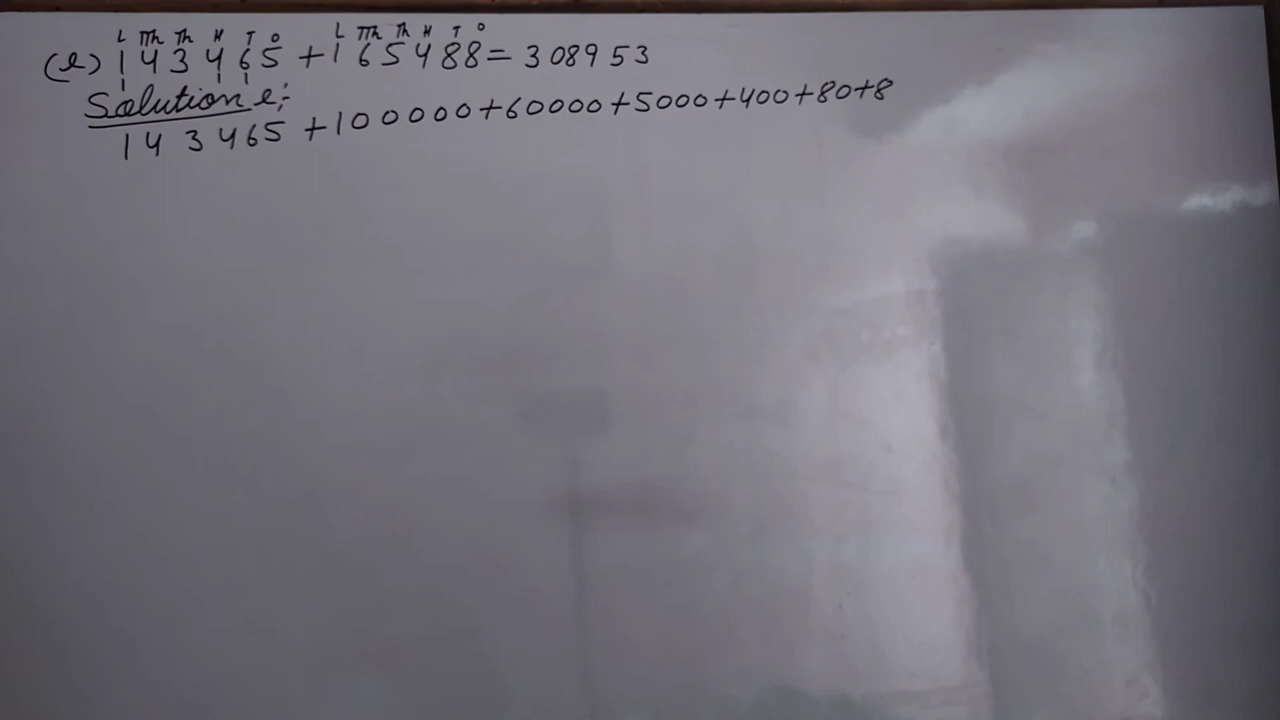 L TTh Th H T O L TTh Th H T O
(e) 143465 + 165488 = 308953
Solution e:
143465 + 100000 + 60000 + 5000 + 400 + 80 + 8